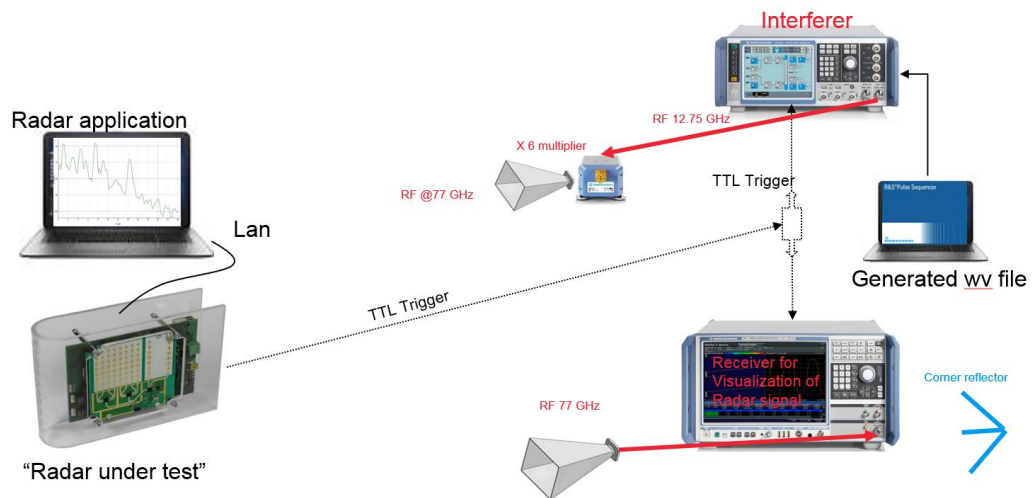 Interferer
Radar application
RF 12.75 GHz
X 6 multiplier
RF @77 GHz
TTL Trigger
R&S®Pulse Sequencer
Lan
Generated wv file
TTL Trigger
Receiver for
Visualization of
Radar signal
Corner reflector
RF 77 GHz
“Radar under test”